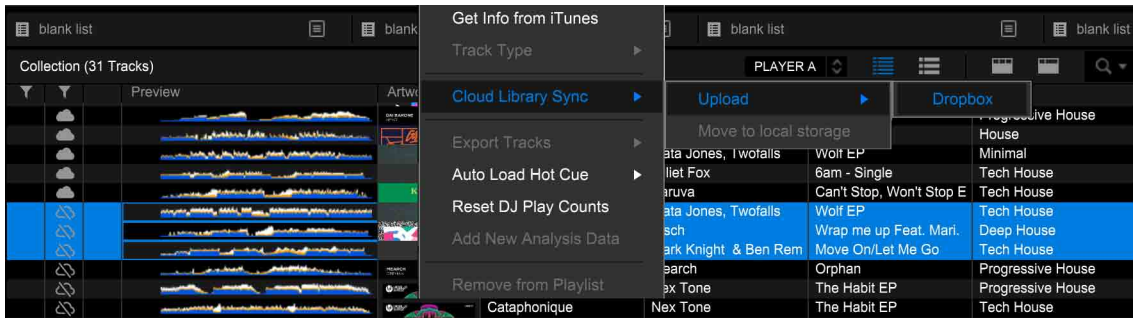 blank list
blank
blank list
blank list
Get Info from iTunes
Track Type
Collection (31 Tracks)
PLAYER A
Preview
Artwo
Cloud Library Sync
Upload
Dropbox
Progressive House
Move to local storage
House
Export Tracks
ata Jones, Twofalls Wolf EP Minimal
Auto Load Hot Cue
liet Fox 6am - Single Tech House
aruva Can't Stop, Won't Stop E Tech House
Reset DJ Play Counts
ata Jones, Twofalls Wolf EP Tech House
sch Wrap me up Feat. Mari. Deep House
Add New Analysis Data
ark Knight & Ben Rem Move On/Let Me Go Tech House
earch Orphan Progressive House
Remove from Playlist
ex Tone The Habit EP Progressive House
Cataphonique Nex Tone The Habit EP Tech House